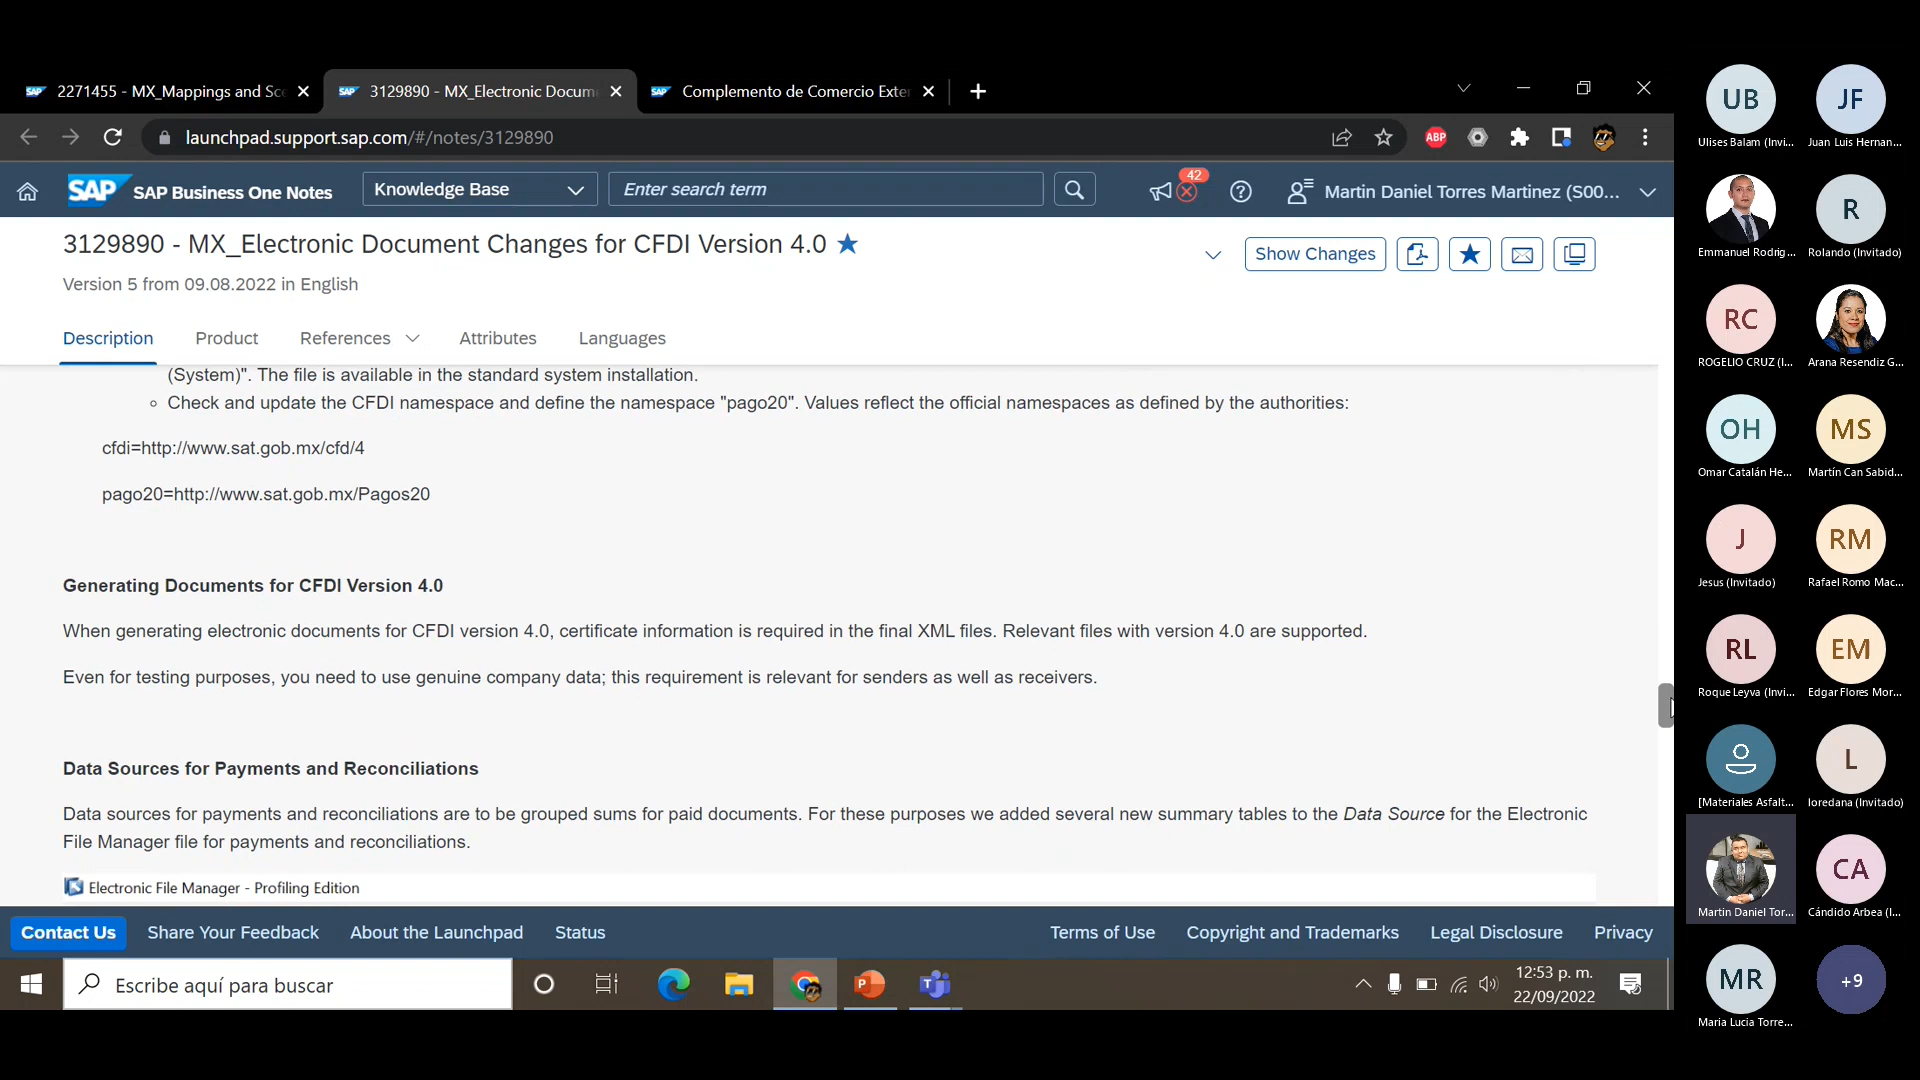 2271455 - MX_Mappings and Sce
3129890 - MX_Electronic Docum
Complemento de Comercio Exter
launchpad.support.sap.com/#/notes/3129890
ABP
SAP
SAP Business One Notes
Knowledge Base
Enter search term
42
Martin Daniel Torres Martinez (S00...
3129890 - MX_Electronic Document Changes for CFDI Version 4.0
Version 5 from 09.08.2022 in English
Show Changes
Description
Product
References
Attributes
Languages
(System)". The file is available in the standard system installation.
Check and update the CFDI namespace and define the namespace "pago20". Values reflect the official namespaces as defined by the authorities:
cfdi=http://www.sat.gob.mx/cfd/4
pago20=http://www.sat.gob.mx/Pagos20
Generating Documents for CFDI Version 4.0
When generating electronic documents for CFDI version 4.0, certificate information is required in the final XML files. Relevant files with version 4.0 are supported.
Even for testing purposes, you need to use genuine company data; this requirement is relevant for senders as well as receivers.
Data Sources for Payments and Reconciliations
Data sources for payments and reconciliations are to be grouped sums for paid documents. For these purposes we added several new summary tables to the Data Source for the Electronic
File Manager file for payments and reconciliations.
Electronic File Manager - Profiling Edition
Contact Us
Share Your Feedback
About the Launchpad
Status
Terms of Use
Copyright and Trademarks
Legal Disclosure
Privacy
Escribe aquí para buscar
12:53 p. m.
22/09/2022
UB
Ulises Balam (Invi...
JF
Juan Luis Hernan...
Emmanuel Rodrig...
R
Rolando (Invitado)
RC
ROGELIO CRUZ (I...
Arana Resendiz G...
OH
Omar Catalán He...
MS
Martín Can Sabid...
J
Jesus (Invitado)
RM
Rafael Romo Mac...
RL
Roque Leyva (Invi...
EM
Edgar Flores Mor...
[Materiales Asfalt...
L
loredana (Invitado)
Martin Daniel Tor...
CA
Cándido Arbea (I...
MR
Maria Lucia Torre...
+9